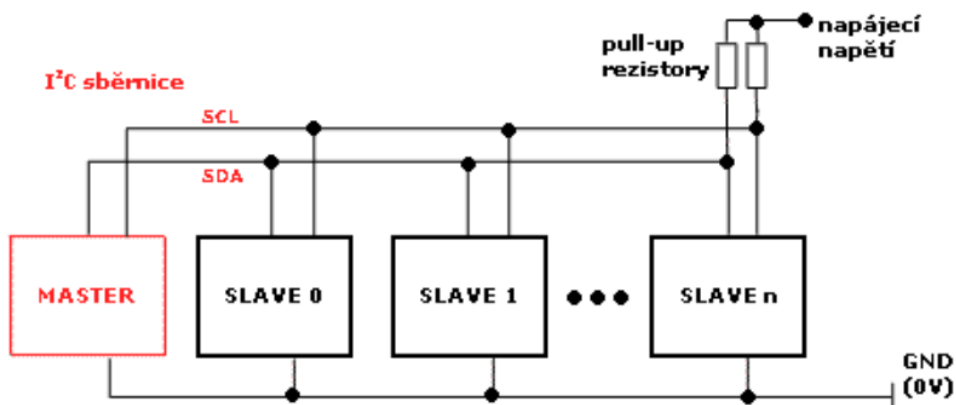 napájecí
napětí
pull-up
rezistory
I²C sběrnice
SCL
SDA
MASTER
SLAVE 0
SLAVE 1
SLAVE n
GND
(0V)